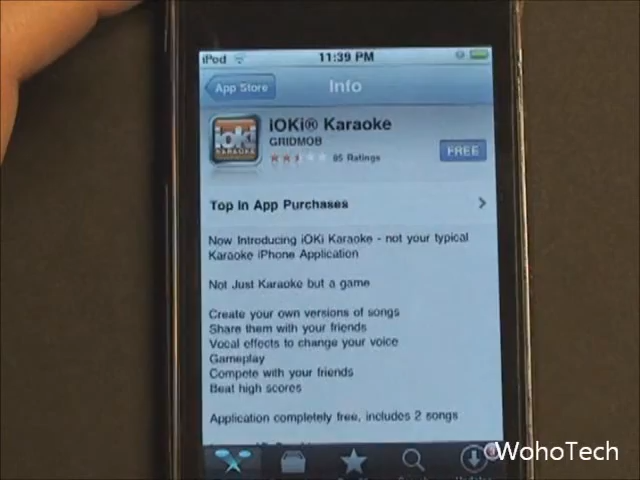 iPod 11:39 PM
App Store Info
iOKi® Karaoke
GRIDMOB
85 Ratings
FREE
ioki
KARAOKE
Top In App Purchases
Now Introducing iOKi Karaoke - not your typical
Karaoke iPhone Application
Not Just Karaoke but a game
Create your own versions of songs
Share them with your friends
Vocal effects to change your voice
Gameplay
Compete with your friends
Beat high scores
Application completely free, includes 2 songs
©WohoTech